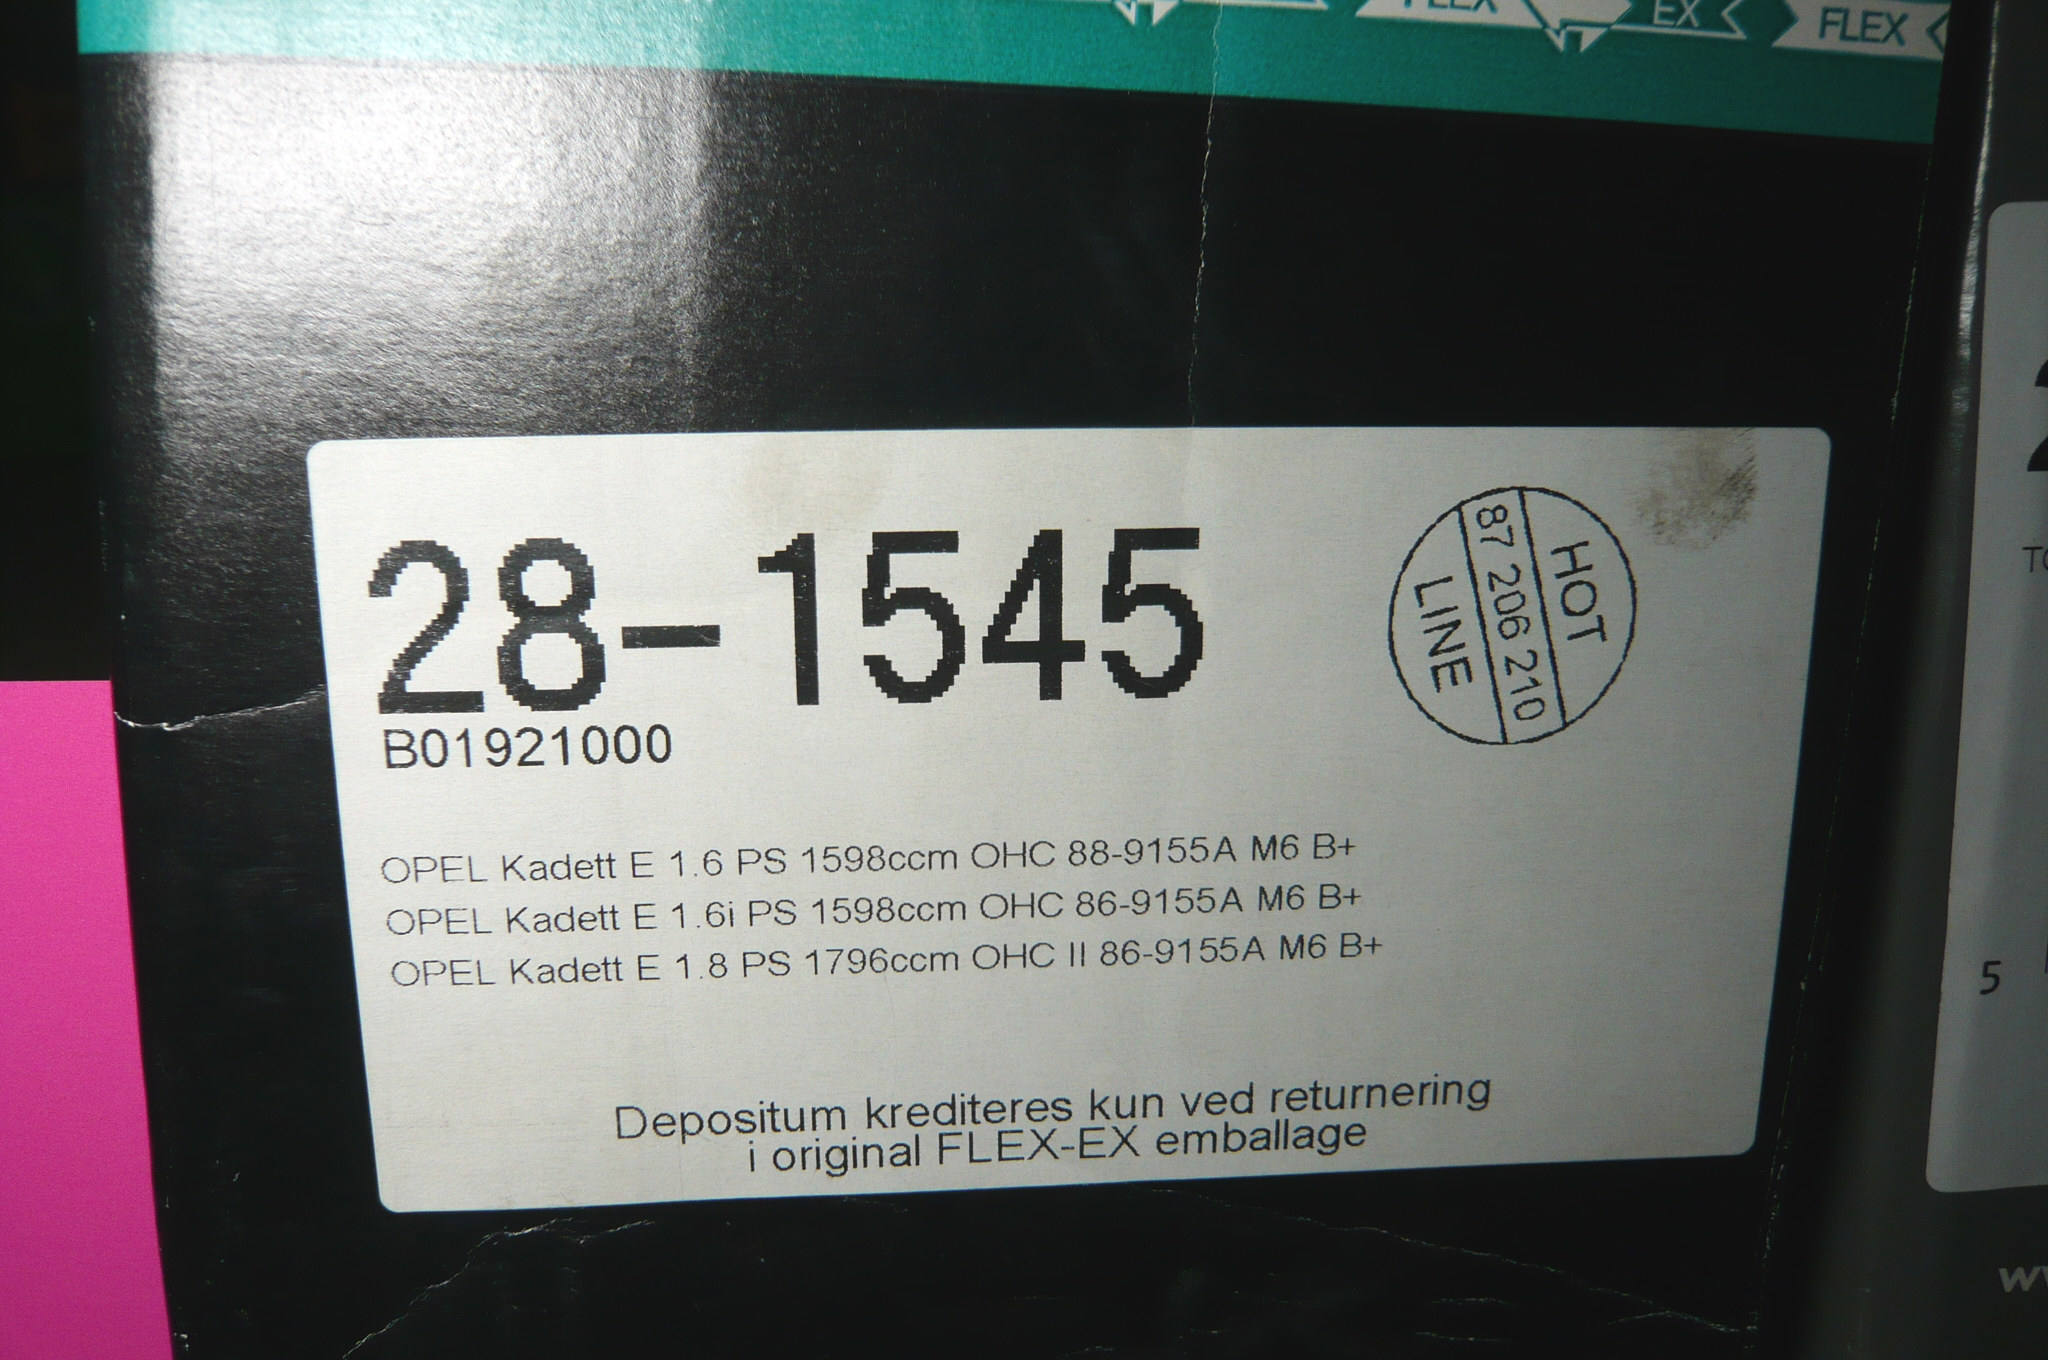 EX
FLEX
28-1545
B01921000
HOT
87 206 210
LINE
OPEL Kadett E 1.6 PS 1598ccm OHC 88-9155A M6 B+
OPEL Kadett E 1.6i PS 1598ccm OHC 86-9155A M6 B+
OPEL Kadett E 1.8 PS 1796ccm OHC II 86-9155A M6 B+
Depositum krediteres kun ved returnering
i original FLEX-EX emballage
5